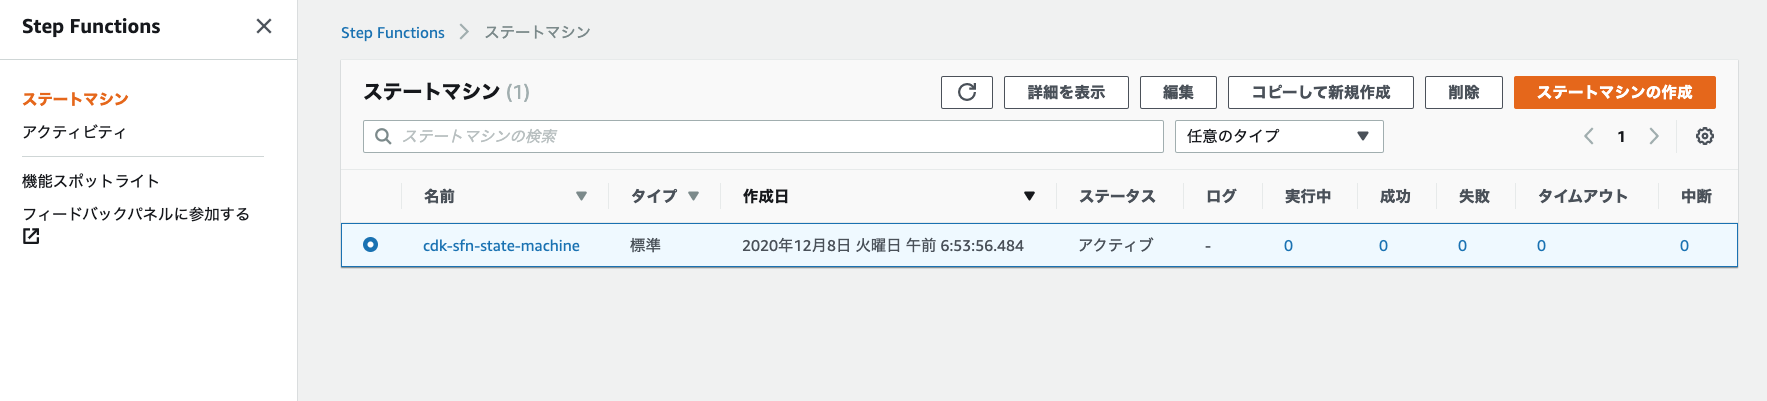 Step Functions
ステートマシン
アクティビティ
機能スポットライト
フィードバックパネルに参加する
Step Functions ステートマシン
ステートマシン (1) 詳細を表示 編集 コピーして新規作成 削除 ステートマシンの作成
ステートマシンの検索 任意のタイプ 1
名前 タイプ 作成日 ステータス ログ 実行中 成功 失敗 タイムアウト 中断
cdk-sfn-state-machine 標準 2020年12月8日 火曜日 午前 6:53:56.484 アクティブ - 0 0 0 0 0